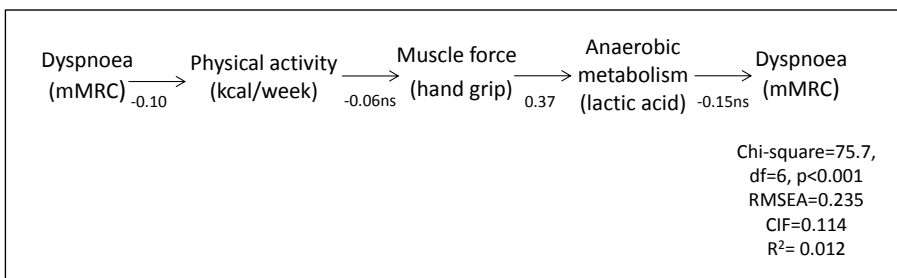 Dyspnoea
(mMRC)
-0.10
Physical activity
(kcal/week)
-0.06ns
Muscle force
(hand grip)
0.37
Anaerobic
metabolism
(lactic acid)
-0.15ns
Dyspnoea
(mMRC)
Chi-square=75.7,
df=6, p<0.001
RMSEA=0.235
CIF=0.114
R²= 0.012